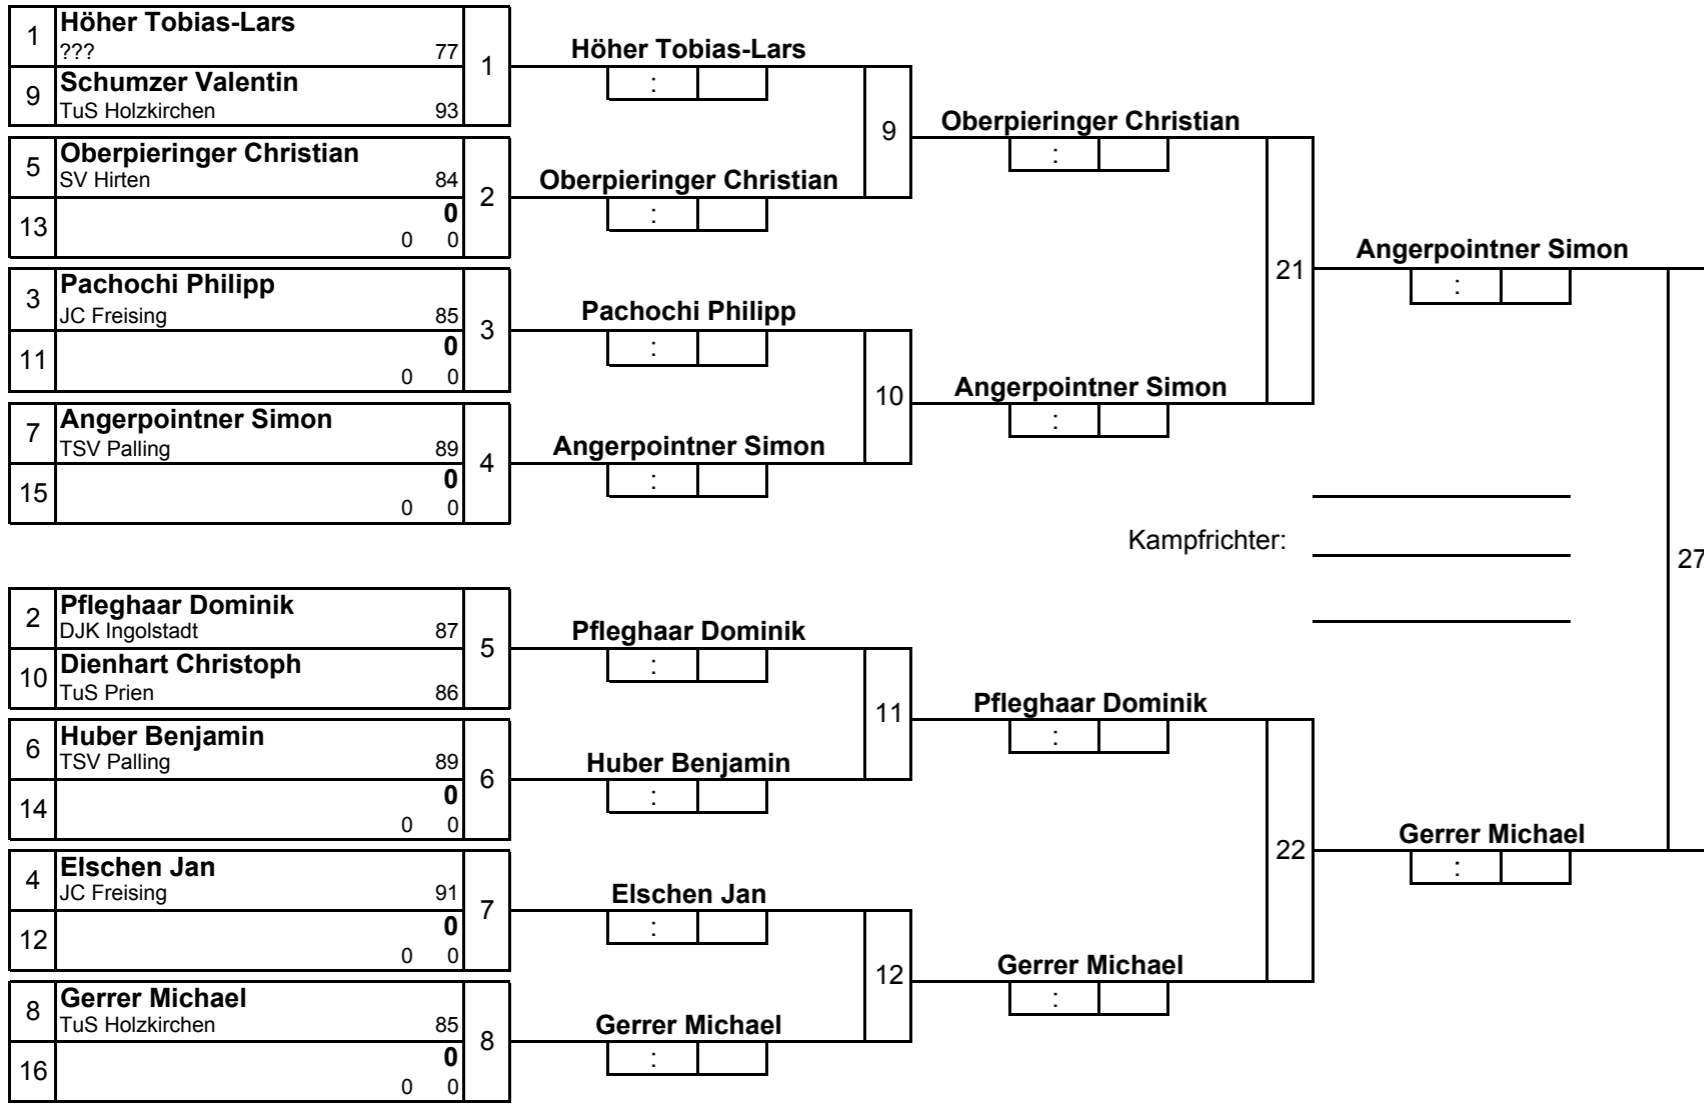 1 Höher Tobias-Lars
??? 77
1
9 Schumzer Valentin
TuS Holzkirchen 93
5 Oberpieringer Christian
SV Hirten 84
2
13 0
0 0
3 Pachochi Philipp
JC Freising 85
3
11 0
0 0
7 Angerpointner Simon
TSV Palling 89
4
15 0
0 0
2 Pfleghaar Dominik
DJK Ingolstadt 87
5
10 Dienhart Christoph
TuS Prien 86
6 Huber Benjamin
TSV Palling 89
6
14 0
0 0
4 Elschen Jan
JC Freising 91
7
12 0
0 0
8 Gerrer Michael
TuS Holzkirchen 85
8
16 0
0 0
Höher Tobias-Lars
:
9
Oberpieringer Christian
:
Pachochi Philipp
:
10
Angerpointner Simon
:
Pfleghaar Dominik
:
11
Huber Benjamin
:
Elschen Jan
:
12
Gerrer Michael
:
Oberpieringer Christian
:
21
Angerpointner Simon
:
Pfleghaar Dominik
:
22
Gerrer Michael
:
Angerpointner Simon
:
Kampfrichter:
27
Gerrer Michael
: